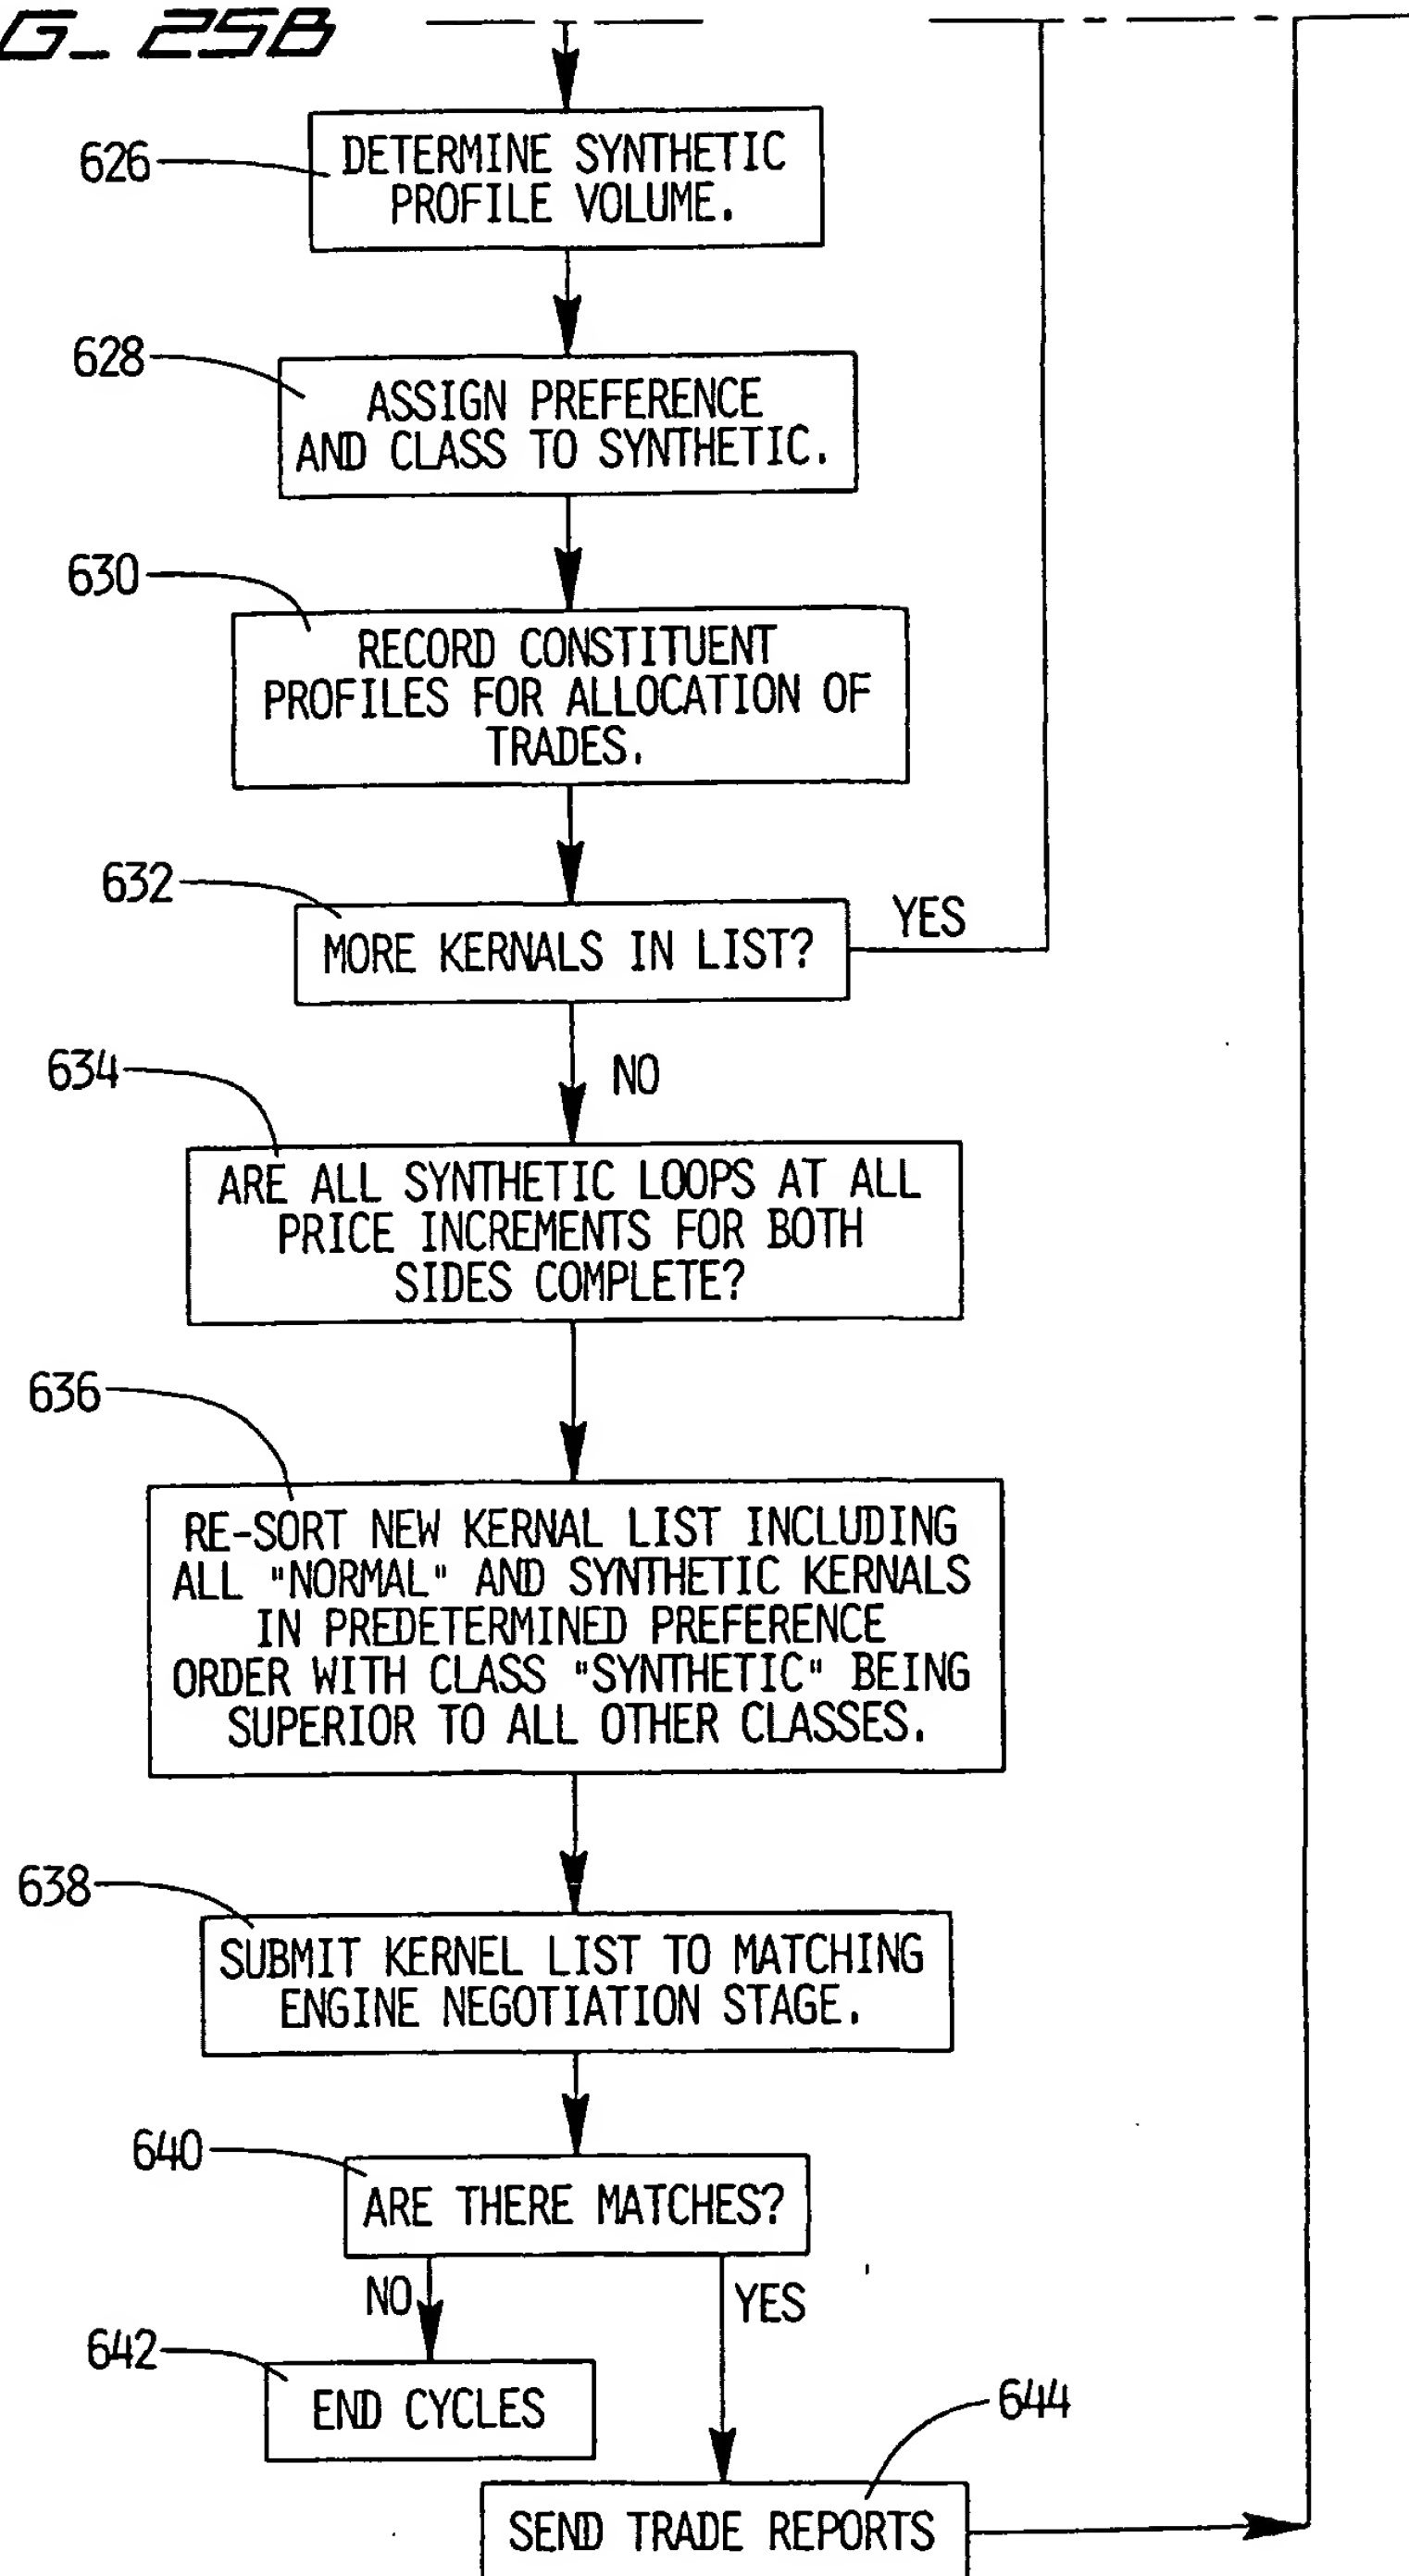 G_ 25B
626
DETERMINE SYNTHETIC
PROFILE VOLUME.
628
ASSIGN PREFERENCE
AND CLASS TO SYNTHETIC.
630
RECORD CONSTITUENT
PROFILES FOR ALLOCATION OF
TRADES.
632
MORE KERNALS IN LIST?
YES
NO
634
ARE ALL SYNTHETIC LOOPS AT ALL
PRICE INCREMENTS FOR BOTH
SIDES COMPLETE?
636
RE-SORT NEW KERNAL LIST INCLUDING
ALL "NORMAL" AND SYNTHETIC KERNALS
IN PREDETERMINED PREFERENCE
ORDER WITH CLASS "SYNTHETIC" BEING
SUPERIOR TO ALL OTHER CLASSES.
638
SUBMIT KERNEL LIST TO MATCHING
ENGINE NEGOTIATION STAGE.
640
ARE THERE MATCHES?
NO
YES
642
END CYCLES
644
SEND TRADE REPORTS